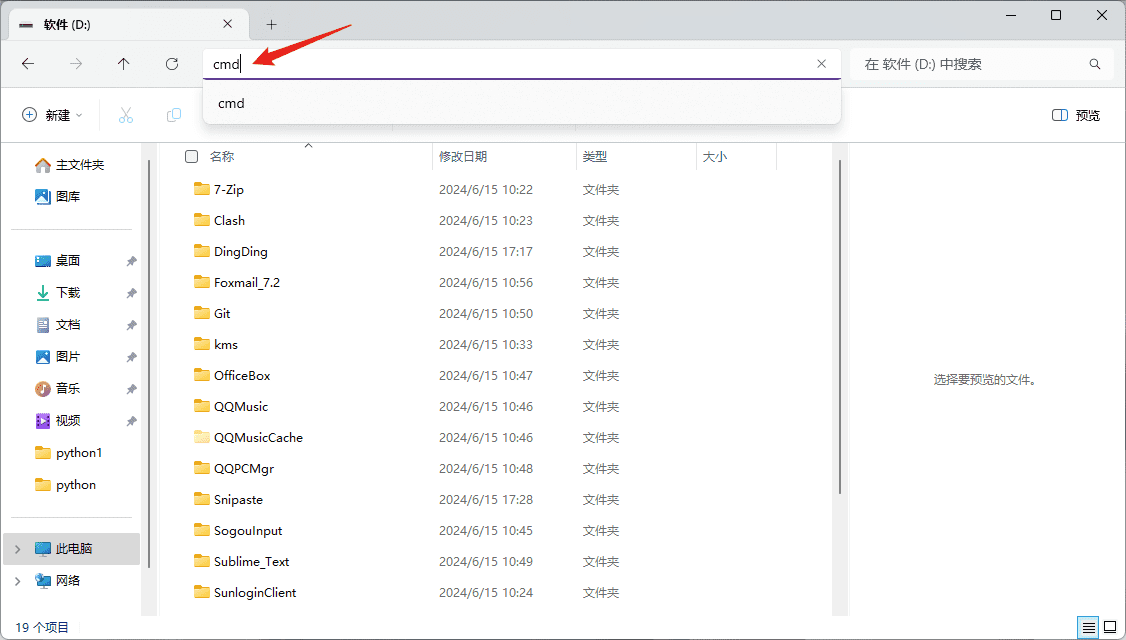 软件 (D:)
cmd
在 软件 (D:) 中搜索
cmd
新建
预览
主文件夹
图库
桌面
下载
文档
图片
音乐
视频
python1
python
此电脑
网络
名称 修改日期 类型 大小
7-Zip 2024/6/15 10:22 文件夹
Clash 2024/6/15 10:23 文件夹
DingDing 2024/6/15 17:17 文件夹
Foxmail_7.2 2024/6/15 10:56 文件夹
Git 2024/6/15 10:50 文件夹
kms 2024/6/15 10:33 文件夹
OfficeBox 2024/6/15 10:47 文件夹
QQMusic 2024/6/15 10:46 文件夹
QQMusicCache 2024/6/15 10:46 文件夹
QQPCMgr 2024/6/15 10:48 文件夹
Snipaste 2024/6/15 17:28 文件夹
SogouInput 2024/6/15 10:45 文件夹
Sublime_Text 2024/6/15 10:49 文件夹
SunloginClient 2024/6/15 10:24 文件夹
选择要预览的文件。
19 个项目